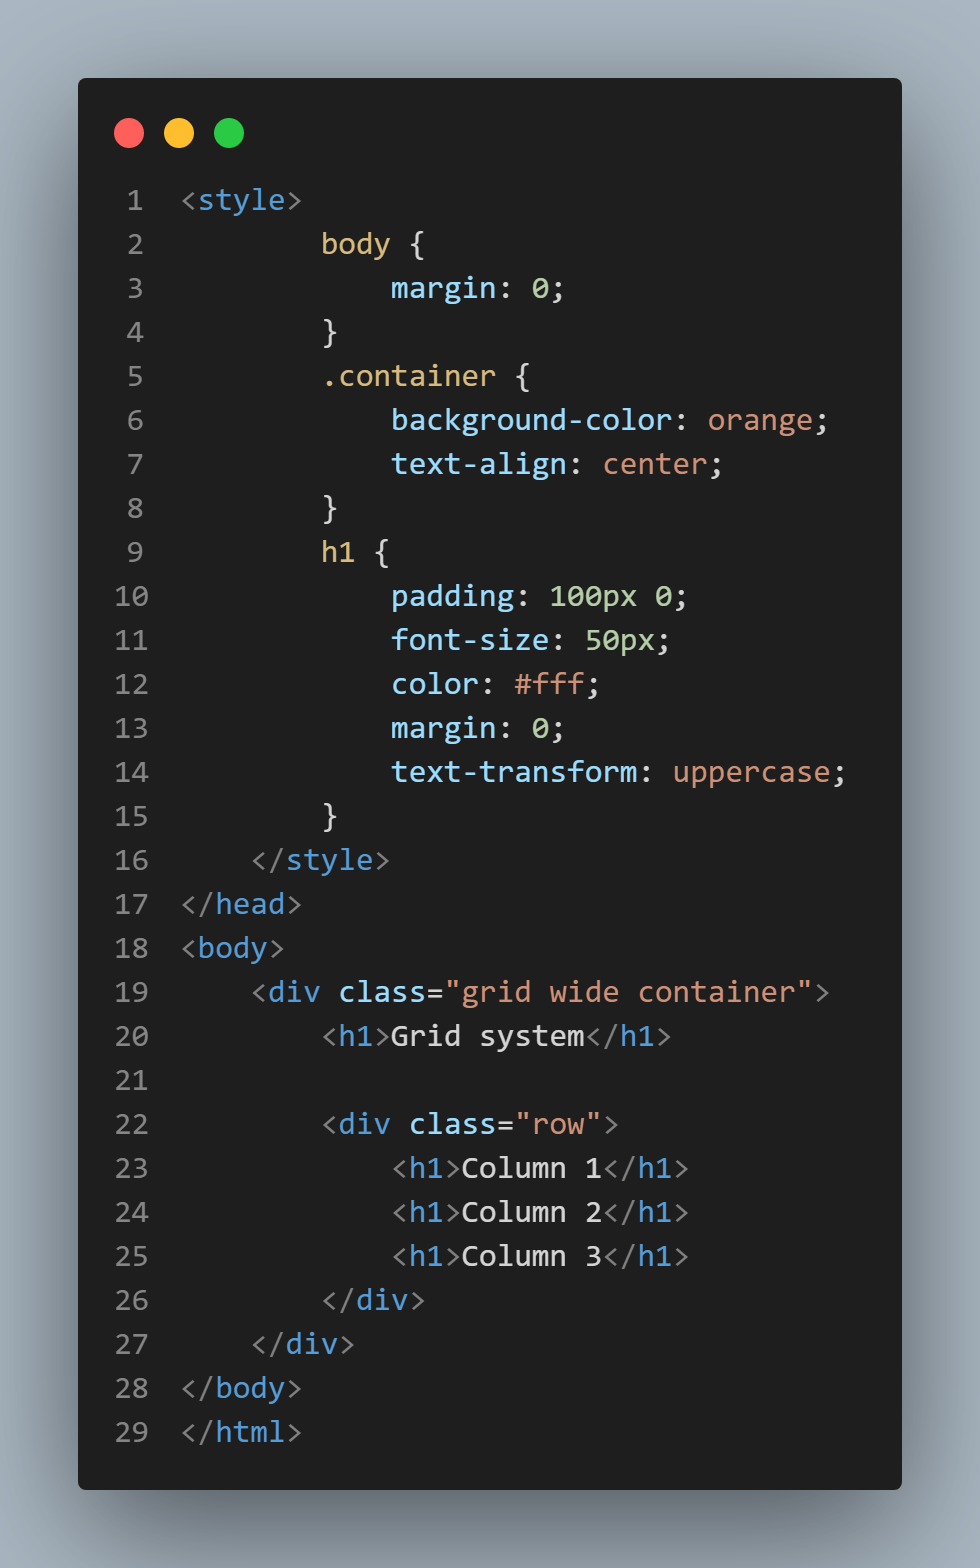 1 <style>
2         body {
3             margin: 0;
4         }
5         .container {
6             background-color: orange;
7             text-align: center;
8         }
9         h1 {
10             padding: 100px 0;
11             font-size: 50px;
12             color: #fff;
13             margin: 0;
14             text-transform: uppercase;
15         }
16     </style>
17 </head>
18 <body>
19     <div class="grid wide container">
20         <h1>Grid system</h1>
21
22         <div class="row">
23             <h1>Column 1</h1>
24             <h1>Column 2</h1>
25             <h1>Column 3</h1>
26         </div>
27     </div>
28 </body>
29 </html>